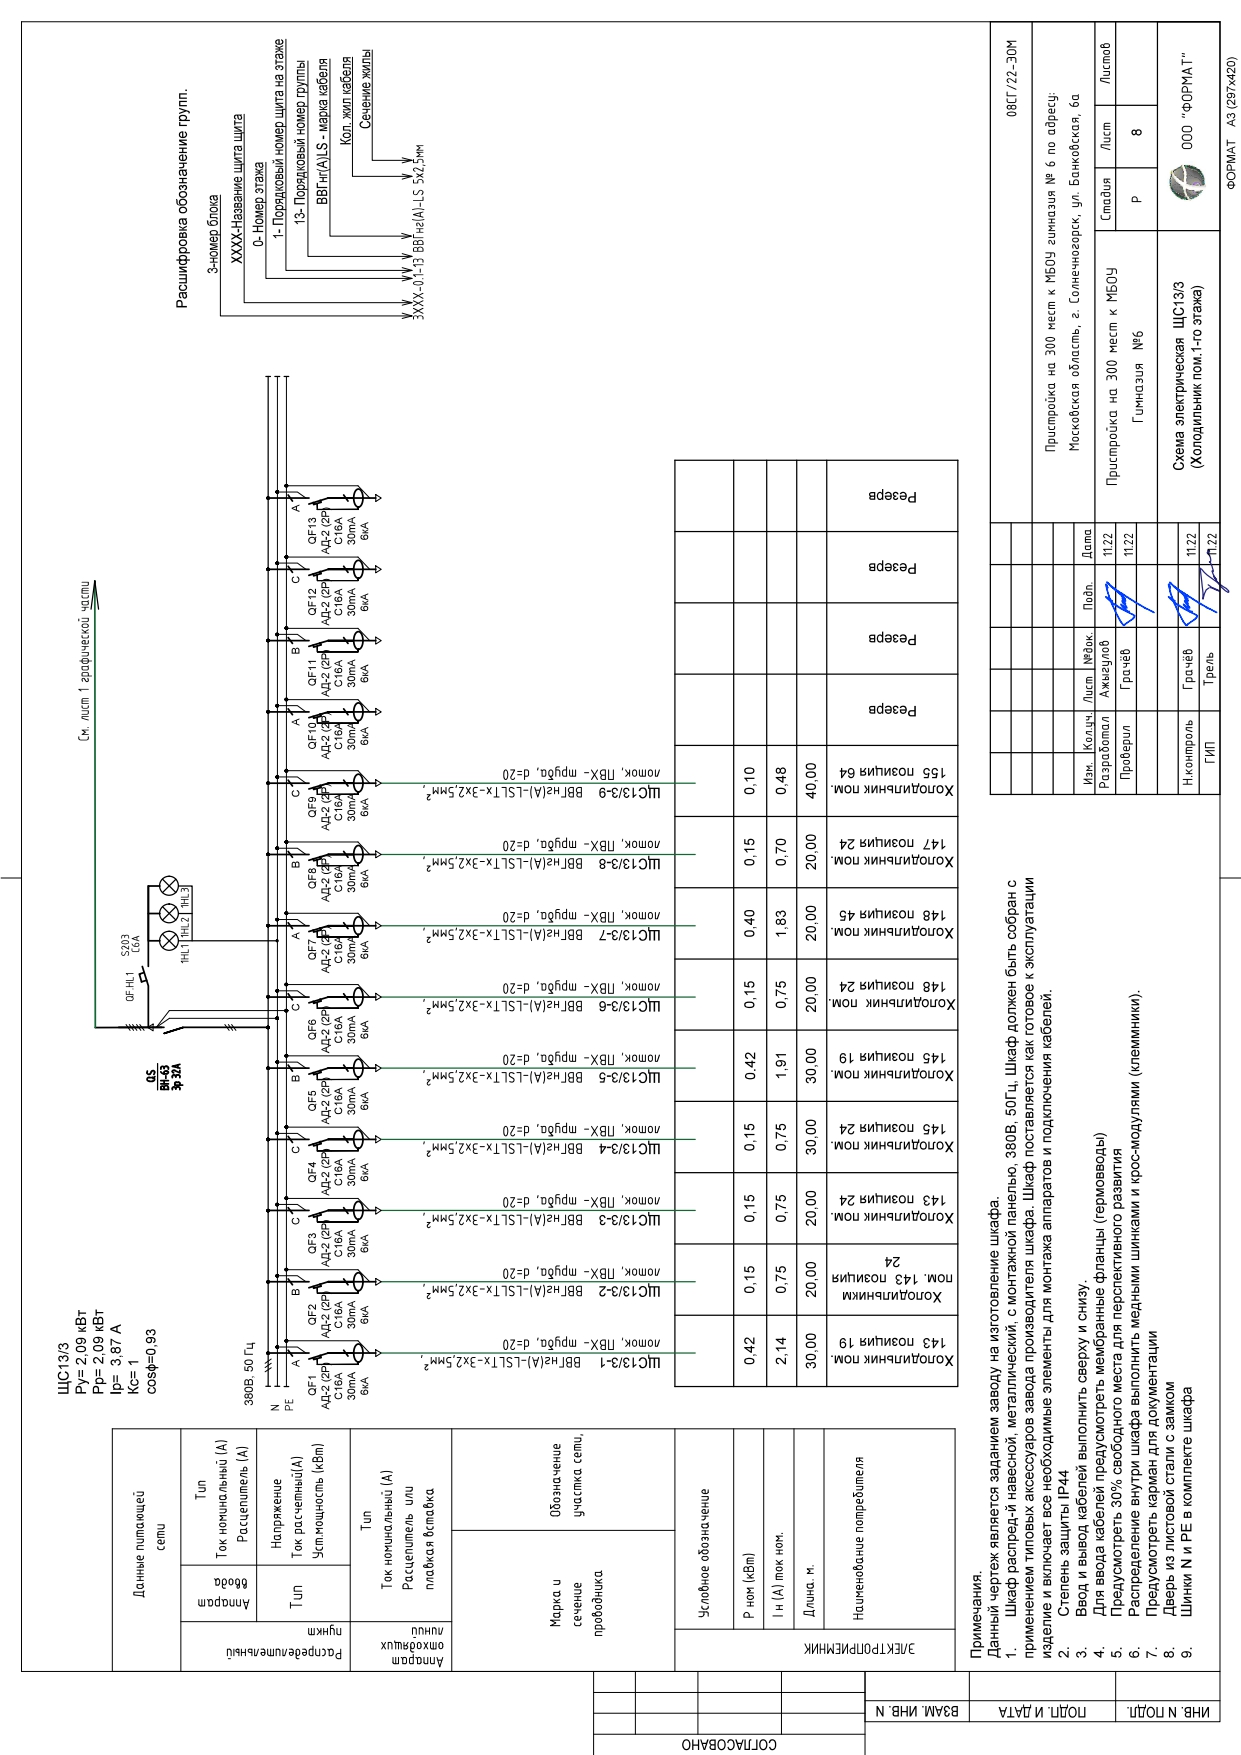 ЩС13/3
Ру= 2,09 кВт
Рр= 2,09 кВт
Iр= 3,87 А
Кс= 1
cosф=0,93
См. лист 1 графической части
QS
ВН-63
3р 32А
QF.HL1
S203
C6A
1HL1
1HL2
1HL3
380В, 50 Гц
N
PE
Расшифровка обозначение групп.
3-номер блока
ХХХХ-Название щита щита
0- Номер этажа
1- Порядковый номер щита на этаже
13- Порядковый номер группы
ВВГнг(А)LS - марка кабеля
Кол. жил кабеля
Сечение жилы
3ХХХ-0.1-13 ВВГнг(А)-LS 5х2,5мм
A
QF1
АД-2 (2Р)
C16A
30mA
6кА
B
QF2
АД-2 (2Р)
C16A
30mA
6кА
C
QF3
АД-2 (2Р)
C16A
30mA
6кА
C
QF4
АД-2 (2Р)
C16A
30mA
6кА
B
QF5
АД-2 (2Р)
C16A
30mA
6кА
C
QF6
АД-2 (2Р)
C16A
30mA
6кА
A
QF7
АД-2 (2Р)
C16A
30mA
6кА
B
QF8
АД-2 (2Р)
C16A
30mA
6кА
C
QF9
АД-2 (2Р)
C16A
30mA
6кА
A
QF10
АД-2 (2Р)
C16A
30mA
6кА
B
QF11
АД-2 (2Р)
C16A
30mA
6кА
C
QF12
АД-2 (2Р)
C16A
30mA
6кА
A
QF13
АД-2 (2Р)
C16A
30mA
6кА
ЩС13/3-1 ВВГнг(А)-LSLTx-3х2,5мм²,
лоток, ПВХ- труба, d=20
ЩС13/3-2 ВВГнг(А)-LSLTx-3х2,5мм²,
лоток, ПВХ- труба, d=20
ЩС13/3-3 ВВГнг(А)-LSLTx-3х2,5мм²,
лоток, ПВХ- труба, d=20
ЩС13/3-4 ВВГнг(А)-LSLTx-3х2,5мм²,
лоток, ПВХ- труба, d=20
ЩС13/3-5 ВВГнг(А)-LSLTx-3х2,5мм²,
лоток, ПВХ- труба, d=20
ЩС13/3-6 ВВГнг(А)-LSLTx-3х2,5мм²,
лоток, ПВХ- труба, d=20
ЩС13/3-7 ВВГнг(А)-LSLTx-3х2,5мм²,
лоток, ПВХ- труба, d=20
ЩС13/3-8 ВВГнг(А)-LSLTx-3х2,5мм²,
лоток, ПВХ- труба, d=20
ЩС13/3-9 ВВГнг(А)-LSLTx-3х2,5мм²,
лоток, ПВХ- труба, d=20
Данные питающей
сети
Распределительный
пункт
Аппарат
ввода
Тип
Ток номинальный (А)
Расцепитель (А)
Тип
Напряжение
Ток расчетный(А)
Уст.мощность (кВт)
Аппарат
отходящих
линий
Тип
Ток номинальный (А)
Расцепитель или
плавкая вставка
Марка и
сечение
проводника
Обозначение
участка сети,
ЭЛЕКТРОПРИЕМНИК
Условное обозначение
Р ном (кВт)
0,42 0,15 0,15 0,15 0.42 0,15 0,40 0,15 0,10
I н (А) ток ном.
2,14 0,75 0,75 0,75 1,91 0,75 1,83 0,70 0,48
Длина. м.
30,00 20,00 20,00 30,00 30,00 20,00 20,00 20,00 40,00
Наименование потребителя
Холодильник пом.
143 позиция 19
Холодильникм
пом. 143 позиция
24
Холодильник пом.
143 позиция 24
Холодильник пом.
145 позиция 24
Холодильник пом.
145 позиция 19
Холодильник пом.
148 позиция 24
Холодильник пом.
148 позиция 45
Холодильник пом.
147 позиция 24
Холодильник пом.
155 позиция 64
Резерв
Резерв
Резерв
Резерв
Примечания.
Данный чертеж является заданием заводу на изготовление шкафа.
1. Шкаф распред-й навесной, металлический, с монтажной панелью, 380В, 50Гц, Шкаф должен быть собран с
применением типовых аксессуаров завода производителя шкафа. Шкаф поставляется как готовое к эксплуатации
изделие и включает все необходимые элементы для монтажа аппаратов и подключения кабелей.
2. Степень защиты IP44
3. Ввод и вывод кабелей выполнить сверху и снизу.
4. Для ввода кабелей предусмотреть мембранные фланцы (гермовводы)
5. Предусмотреть 30% свободного места для перспективного развития
6. Распределение внутри шкафа выполнить медными шинками и крос-модулями (клеммники).
7. Предусмотреть карман для документации
8. Дверь из листовой стали с замком
9. Шинки N и PE в комплекте шкафа
08СГ/22-ЭОМ
Пристройка на 300 мест к МБОУ гимназия № 6 по адресу:
Московская область, г. Солнечногорск, ул. Банковская, 6а
Изм. Кол.уч. Лист №док. Подп. Дата
Разработал Ажыгулов 11.22
Проверил Грачёв 11.22
Н.контроль Грачёв 11.22
ГИП Трель 11.22
Пристройка на 300 мест к МБОУ
Гимназия №6
Стадия Лист Листов
Р 8
Схема электрическая ЩС13/3
(Холодильник пом.1-го этажа)
ООО "ФОРМАТ"
ФОРМАТ А3 (297х420)
СОГЛАСОВАНО
ВЗАМ. ИНВ. N
ПОДП. И ДАТА
ИНВ. N ПОДЛ.